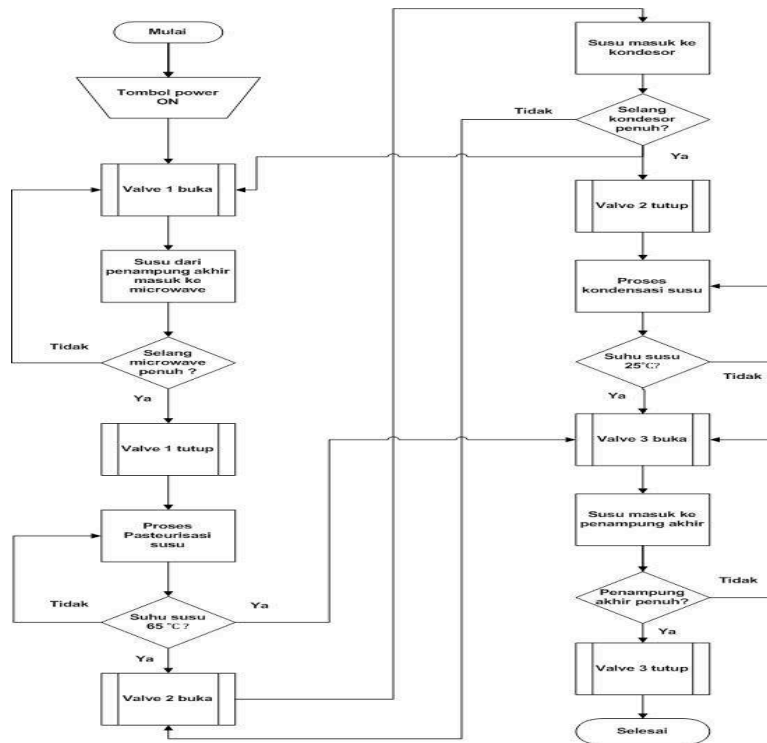 Mulai
Tombol power
ON
Valve 1 buka
Susu dari
penampung akhir
masuk ke
microwave
Tidak
Selang
microwave
penuh ?
Ya
Valve 1 tutup
Proses
Pasteurisasi
susu
Tidak
Suhu susu
65 °C?
Ya
Ya
Valve 2 buka
Susu masuk ke
kondesor
Tidak
Selang
kondesor
penuh?
Ya
Valve 2 tutup
Proses
kondensasi susu
Suhu susu
25°C?
Tidak
Ya
Valve 3 buka
Susu masuk ke
penampung akhir
Penampung
akhir penuh?
Tidak
Ya
Valve 3 tutup
Selesai